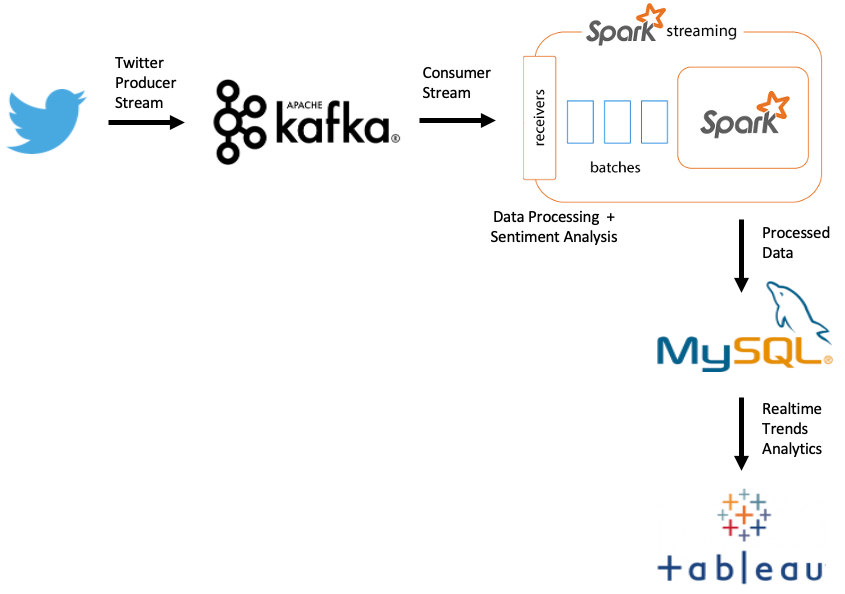 Spark streaming
Twitter
Producer
Stream
APACHE
kafka®
Consumer
Stream
receivers
batches
Spark
Data Processing +
Sentiment Analysis
Processed
Data
MySQL®
Realtime
Trends
Analytics
+ableau